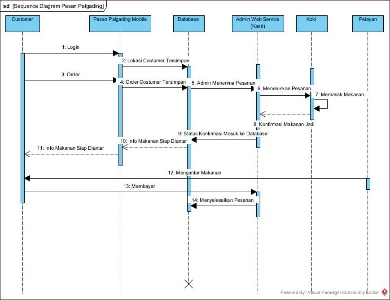 sd [Sequence Diagram Pesan Palgading]
Customer
Pesan Palgading Mobile
Database
Admin Web Service
(Kasir)
Koki
Pelayan
1: Login
2: Lokasi Costumer Tersimpan
3: Order
4: Order Costumer Tersimpan
5: Admin Menerima Pesanan
6: Meneruskan Pesanan
7: Memasak Makanan
8: Konfirmasi Makanan Jadi
9: Status Konfirmasi Masuk ke Database
10: Info Makanan Siap Diantar
11: Info Makanan Siap Diantar
12: Mengantar Makanan
13: Membayar
14: Menyelesaikan Pesanan
Powered by Visual Paradigm Community Edition